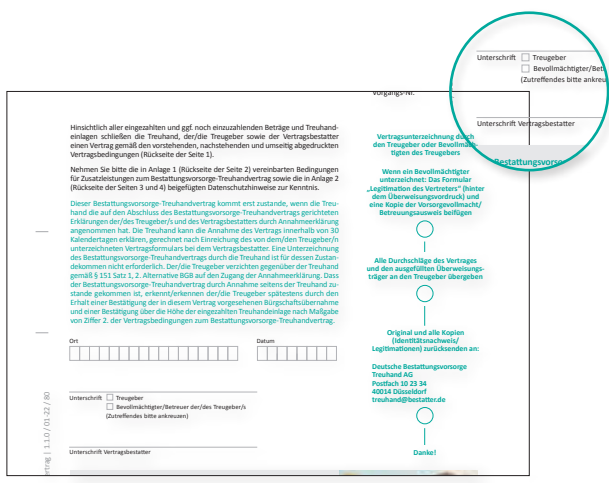 Unterschrift Treugeber
Bevollmächtigter/Bet
(Zutreffendes bitte ankreu
Unterschrift Vertragsbestatter
Bestattungsvorso
Vorgangs-Nr.
Hinsichtlich aller eingezahlten und ggf. noch einzuzahlenden Beträge und Treuhand-
einlagen schließen die Treuhand, der/die Treugeber sowie der Vertragsbestatter
einen Vertrag gemäß den vorstehenden, nachstehenden und umseitig abgedruckten
Vertragsbedingungen (Rückseite der Seite 1).
Nehmen Sie bitte die in Anlage 1 (Rückseite der Seite 2) vereinbarten Bedingungen
für Zusatzleistungen zum Bestattungsvorsorge-Treuhandvertrag sowie die in Anlage 2
(Rückseite der Seiten 3 und 4) beigefügten Datenschutzhinweise zur Kenntnis.
Dieser Bestattungsvorsorge-Treuhandvertrag kommt erst zustande, wenn die Treu-
hand die auf den Abschluss des Bestattungsvorsorge-Treuhandvertrags gerichteten
Erklärungen der/des Treugeber/s und des Vertragsbestatters durch Annahmeerklärung
angenommen hat. Die Treuhand kann die Annahme des Vertrags innerhalb von 30
Kalendertagen erklären, gerechnet nach Einreichung des von dem/den Treugeber/n
unterzeichneten Vertragsformulars bei dem Vertragsbestatter. Eine Unterzeichnung
des Bestattungsvorsorge-Treuhandvertrags durch die Treuhand ist für dessen Zustan-
dekommen nicht erforderlich. Der/die Treugeber verzichten gegenüber der Treuhand
gemäß § 151 Satz 1, 2. Alternative BGB auf den Zugang der Annahmeerklärung. Dass
der Bestattungsvorsorge-Treuhandvertrag durch Annahme seitens der Treuhand zu-
stande gekommen ist, erkennt/erkennen der/die Treugeber spätestens durch den
Erhalt einer Bestätigung der in diesem Vertrag vorgesehenen Bürgschaftsübernahme
und einer Bestätigung über die Höhe der eingezahlten Treuhandeinlage nach Maßgabe
von Ziffer 2. der Vertragsbedingungen zum Bestattungsvorsorge-Treuhandvertrag.
Ort Datum
Unterschrift Treugeber
Bevollmächtigter/Betreuer der/des Treugeber/s
(Zutreffendes bitte ankreuzen)
Unterschrift Vertragsbestatter
rtrag | 1.1.0 / 01-22 / 80
Vertragsunterzeichnung durch
den Treugeber oder Bevollmäch-
tigten des Treugebers
Wenn ein Bevollmächtigter
unterzeichnet: Das Formular
„Legitimation des Vertreters“ (hinter
dem Überweisungsvordruck) und
eine Kopie der Vorsorgevollmacht/
Betreuungsausweis beifügen
Alle Durchschläge des Vertrages
und den ausgefüllten Überweisungs-
träger an den Treugeber übergeben
Original und alle Kopien
(Identitätsnachweis/
Legitimationen) zurücksenden an:
Deutsche Bestattungsvorsorge
Treuhand AG
Postfach 10 23 34
40014 Düsseldorf
treuhand@bestatter.de
Danke!